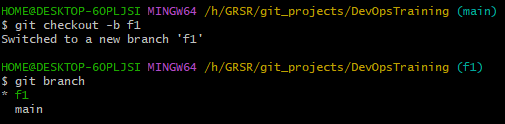 HOME@DESKTOP-6OPLJSI MINGW64 /h/GRSR/git_projects/DevOpsTraining (main)
$ git checkout -b f1
Switched to a new branch 'f1'
HOME@DESKTOP-6OPLJSI MINGW64 /h/GRSR/git_projects/DevOpsTraining (f1)
$ git branch
* f1
  main